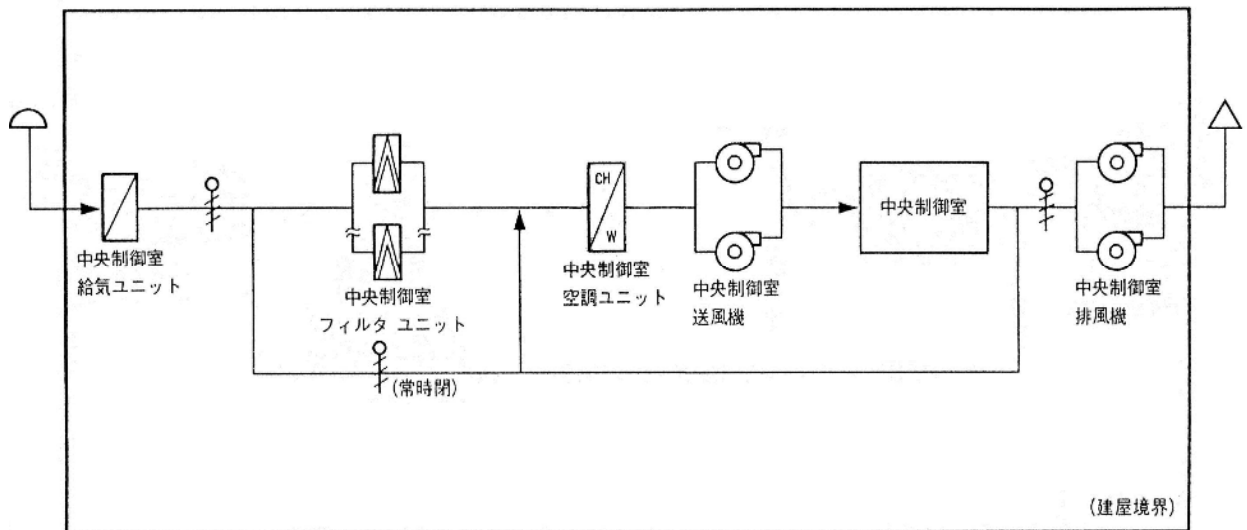 中央制御室
給気ユニット
中央制御室
フィルタ ユニット
(常時閉)
CH
W
中央制御室
空調ユニット
中央制御室
送風機
中央制御室
中央制御室
排風機
(建屋境界)